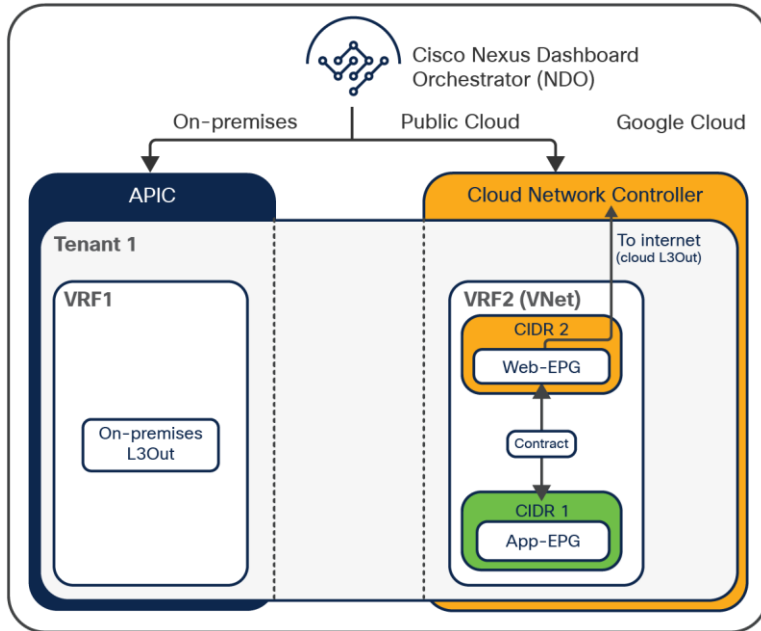 Cisco Nexus Dashboard
Orchestrator (NDO)
On-premises
Public Cloud
Google Cloud
APIC
Cloud Network Controller
Tenant 1
To internet
(cloud L3Out)
VRF1
VRF2 (VNet)
CIDR 2
Web-EPG
On-premises
L3Out
Contract
CIDR 1
App-EPG